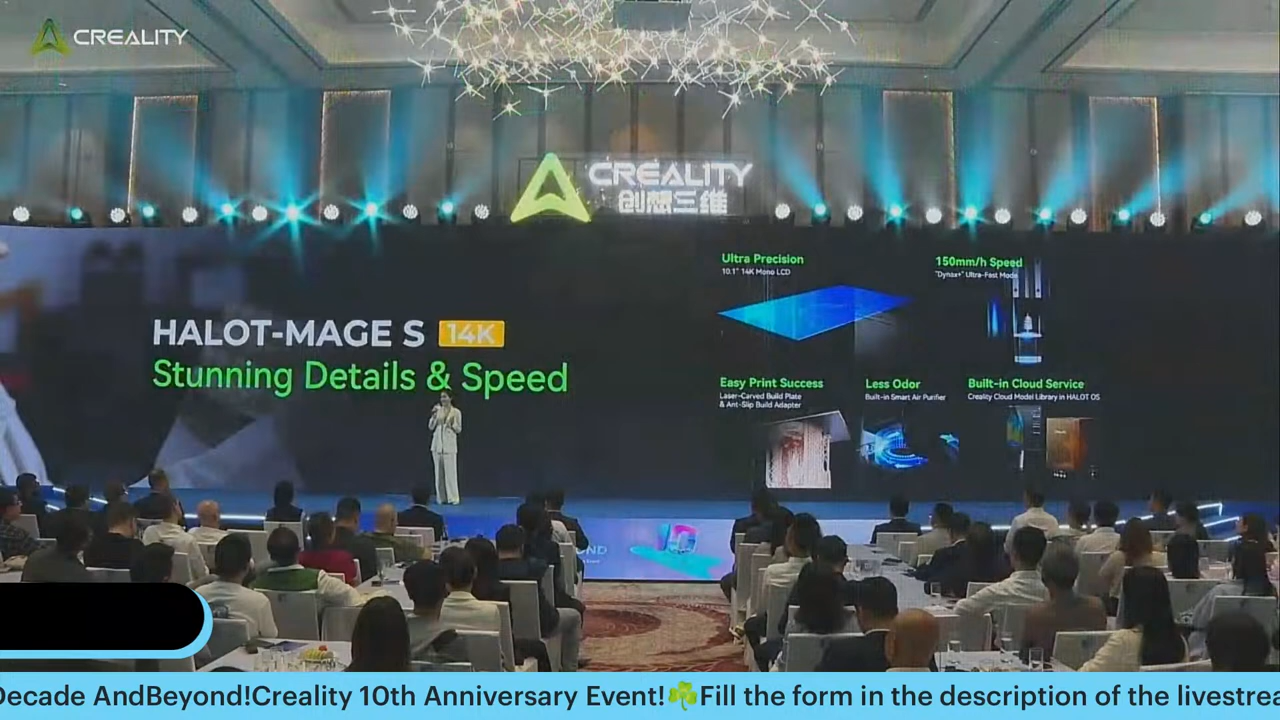 CREALITY
CREALITY
创想三维
HALOT-MAGE S 14K
Stunning Details & Speed
Ultra Precision
10.1" 14K Mono LCD
150mm/h Speed
"Dynax+" Ultra-Fast Mode
Easy Print Success
Laser-Carved Build Plate
& Ant-Slip Build Adapter
Less Odor
Built-in Smart Air Purifier
Built-in Cloud Service
Creality Cloud Model Library in HALOT OS
Decade AndBeyond!Creality 10th Anniversary Event!☘️Fill the form in the description of the livestrea